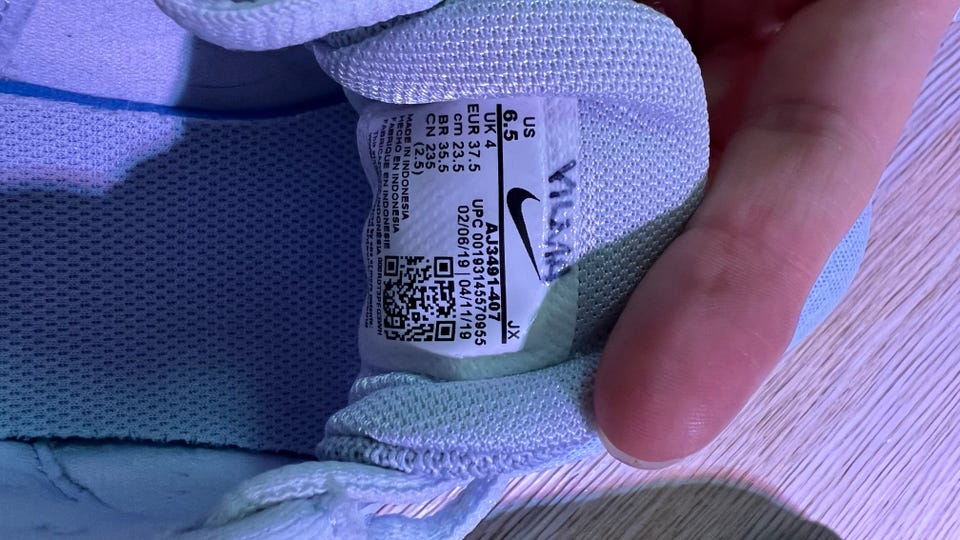 US
6.5
UK 4
EUR 37.5
cm 23.5
BR 35.5
CN 235
(2.5)
JX
AJ3491-407
UPC 00193145570955
02/06/19 | 04/11/19
MADE IN INDONESIA
HECHO EN INDONESIA
FABRIQUE EN INDONESIE